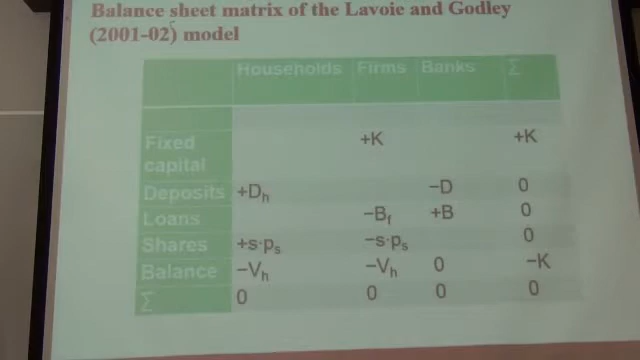 Balance sheet matrix of the Lavoie and Godley
(2001-02) model
Households Firms Banks Σ
Fixed capital +K +K
Deposits +Dh −D 0
Loans −Bf +B 0
Shares +s·ps −s·ps 0
Balance −Vh −Vh 0 −K
Σ 0 0 0 0